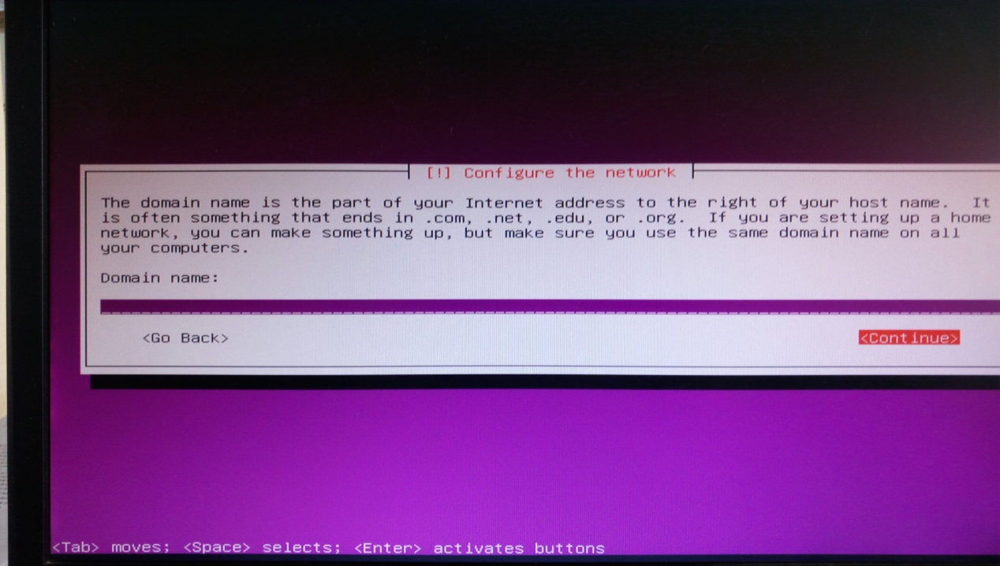 [!] Configure the network
The domain name is the part of your Internet address to the right of your host name.  It
is often something that ends in .com, .net, .edu, or .org.  If you are setting up a home
network, you can make something up, but make sure you use the same domain name on all
your computers.
Domain name:
<Go Back> <Continue>
<Tab> moves; <Space> selects; <Enter> activates buttons